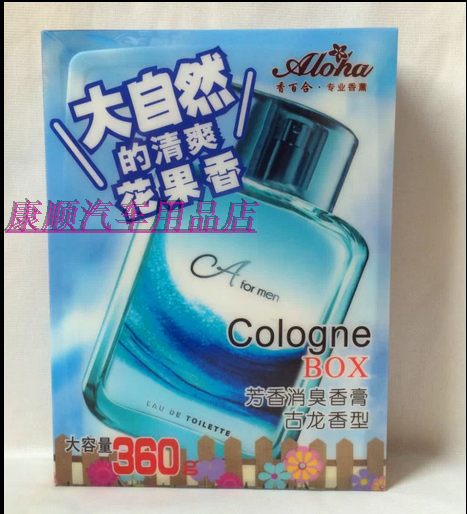 Aloha
香百合·专业香薰
大自然
的清爽
花果香
康顺汽车用品店
CA for men
Cologne
BOX
芳香消臭香膏
古龙香型
EAU DE TOILETTE
大容量360g